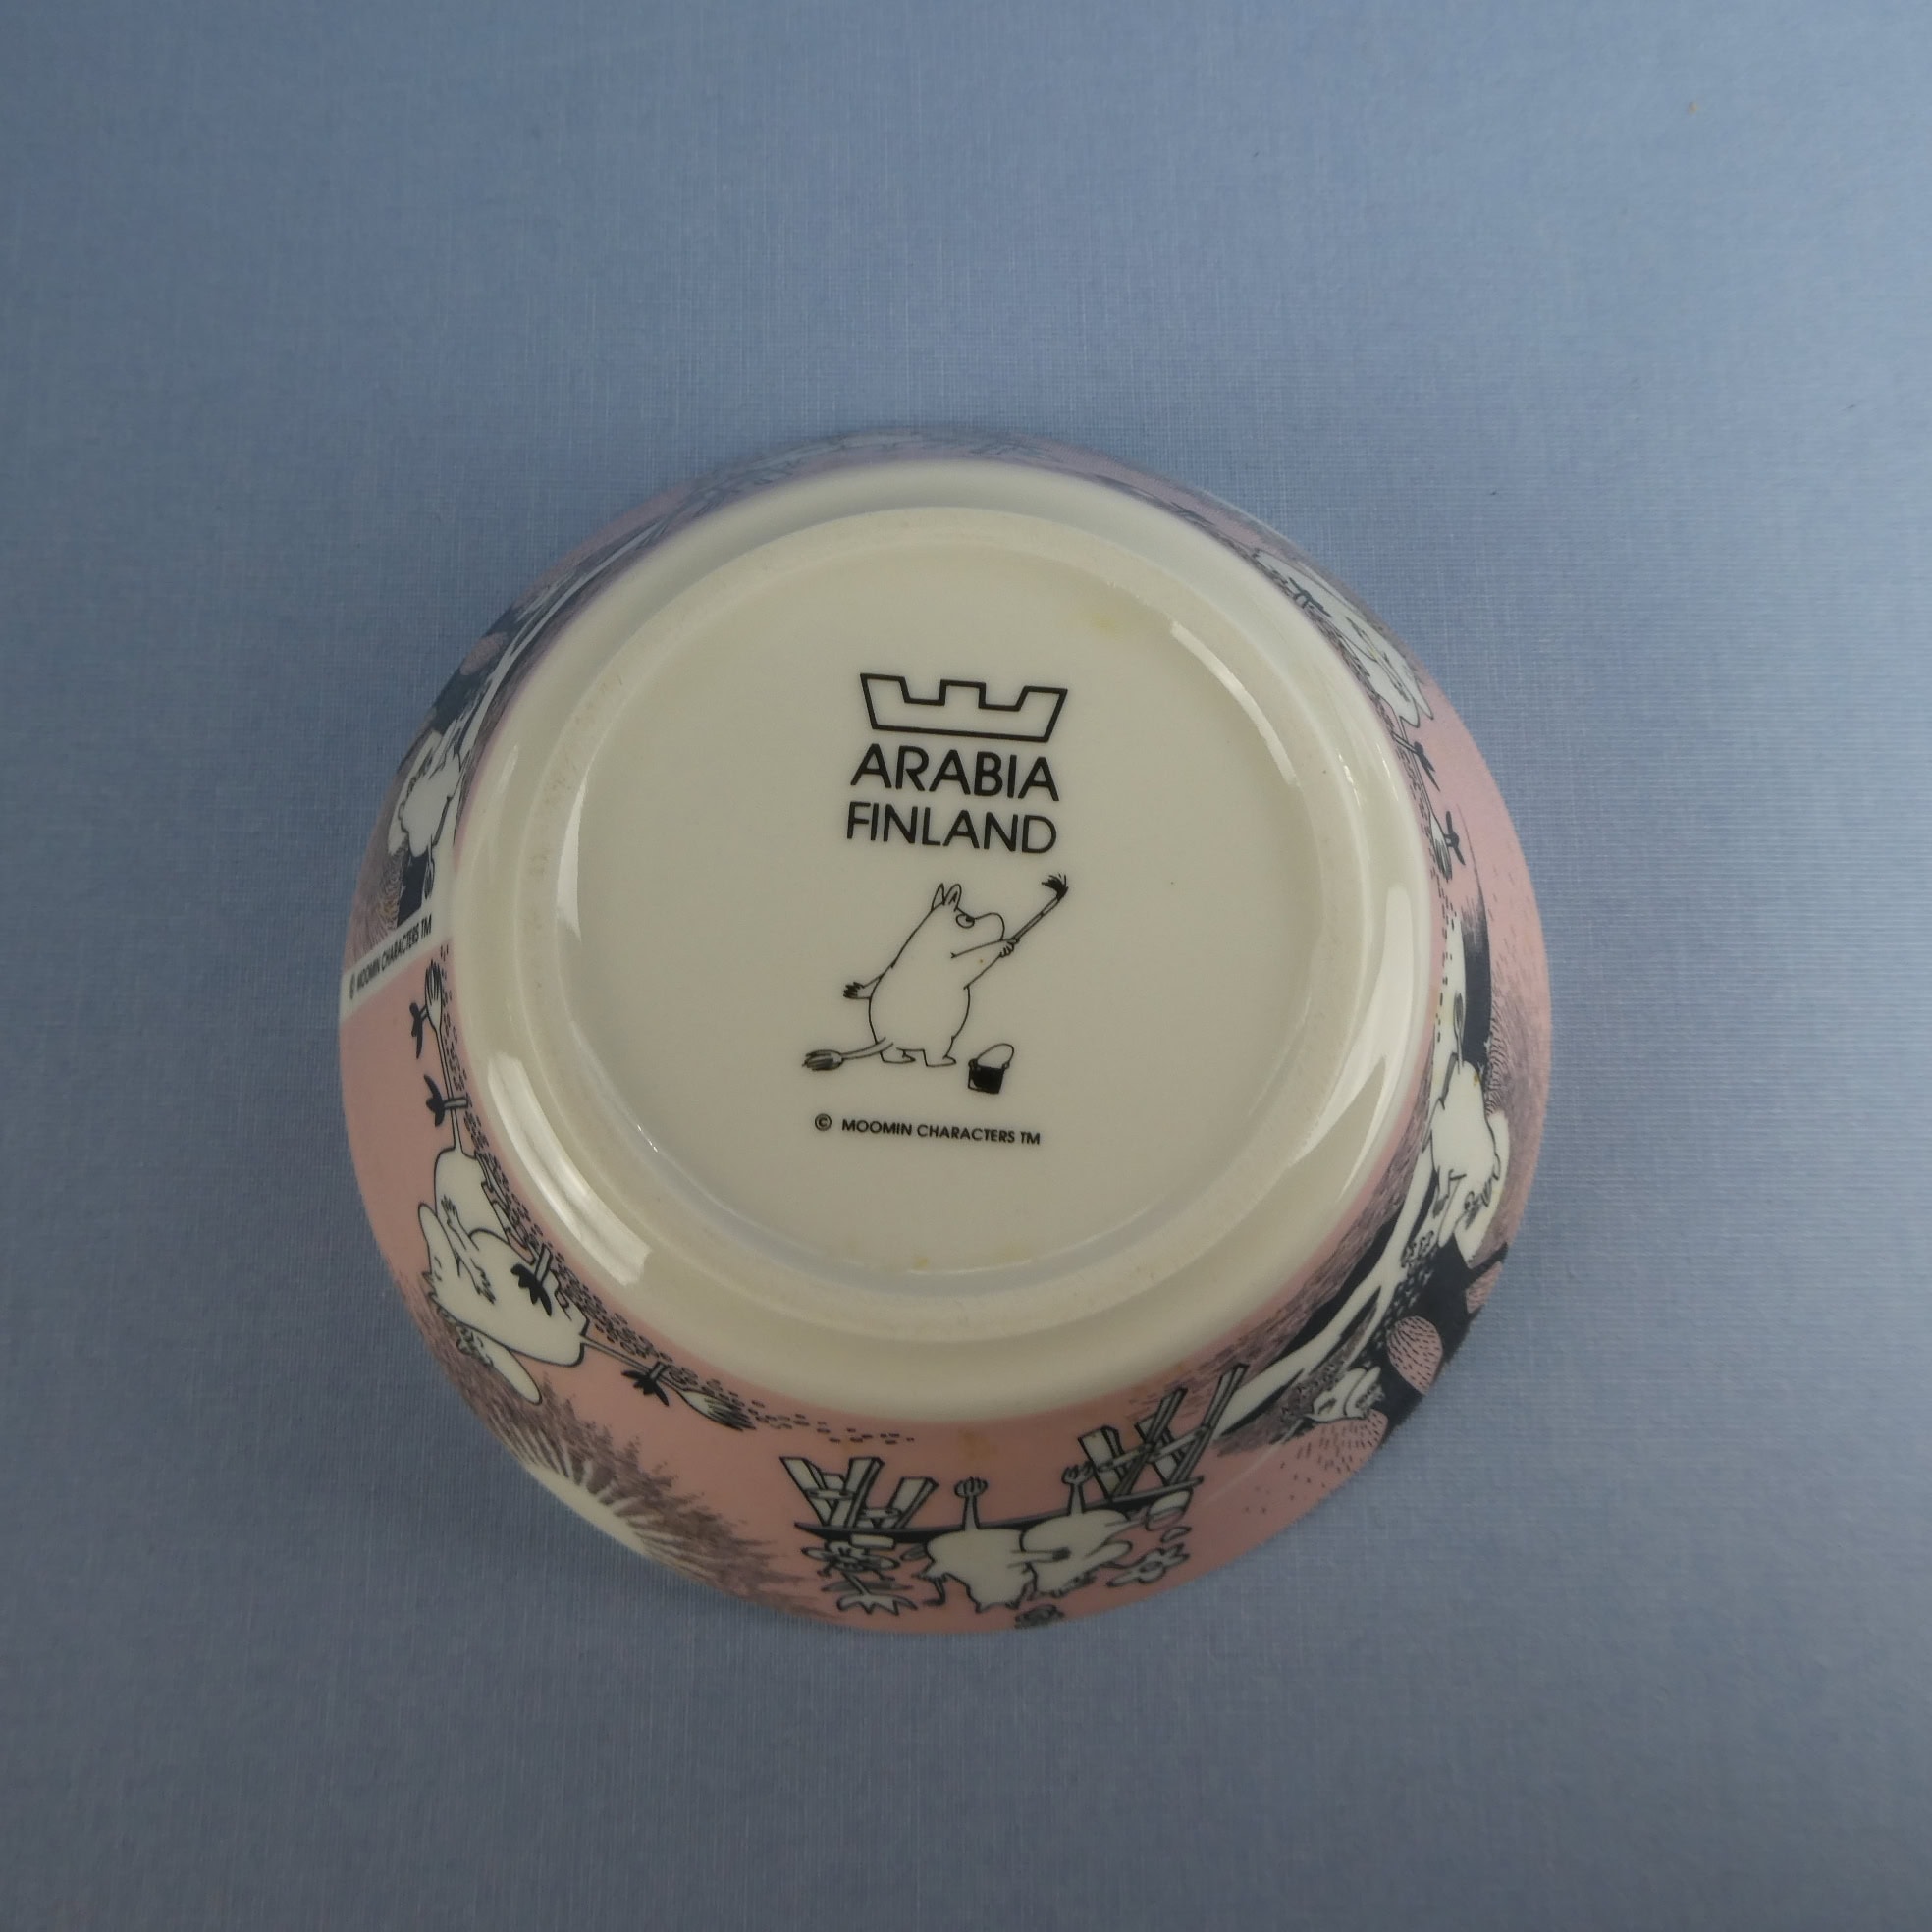 ARABIA
FINLAND
© MOOMIN CHARACTERS TM
© MOOMIN CHARACTERS TM